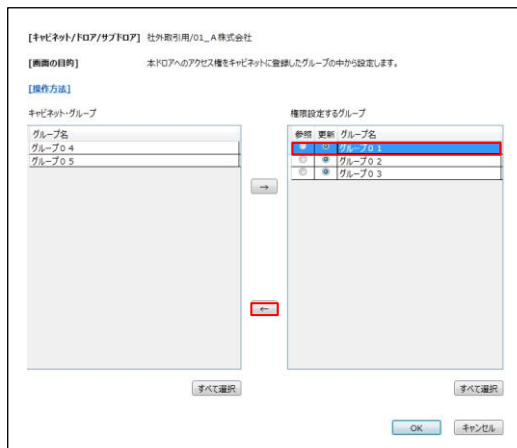 [キャビネット/ドロア/サブドロア] 社外取引用/01_A株式会社
[画面の目的] 本ドロアへのアクセス権をキャビネットに登録したグループの中から設定します。
[操作方法]
キャビネット・グループ
グループ名
グループ０４
グループ０５
→
←
すべて選択
権限設定するグループ
参照 更新 グループ名
グループ０１
グループ０２
グループ０３
すべて選択
OK キャンセル